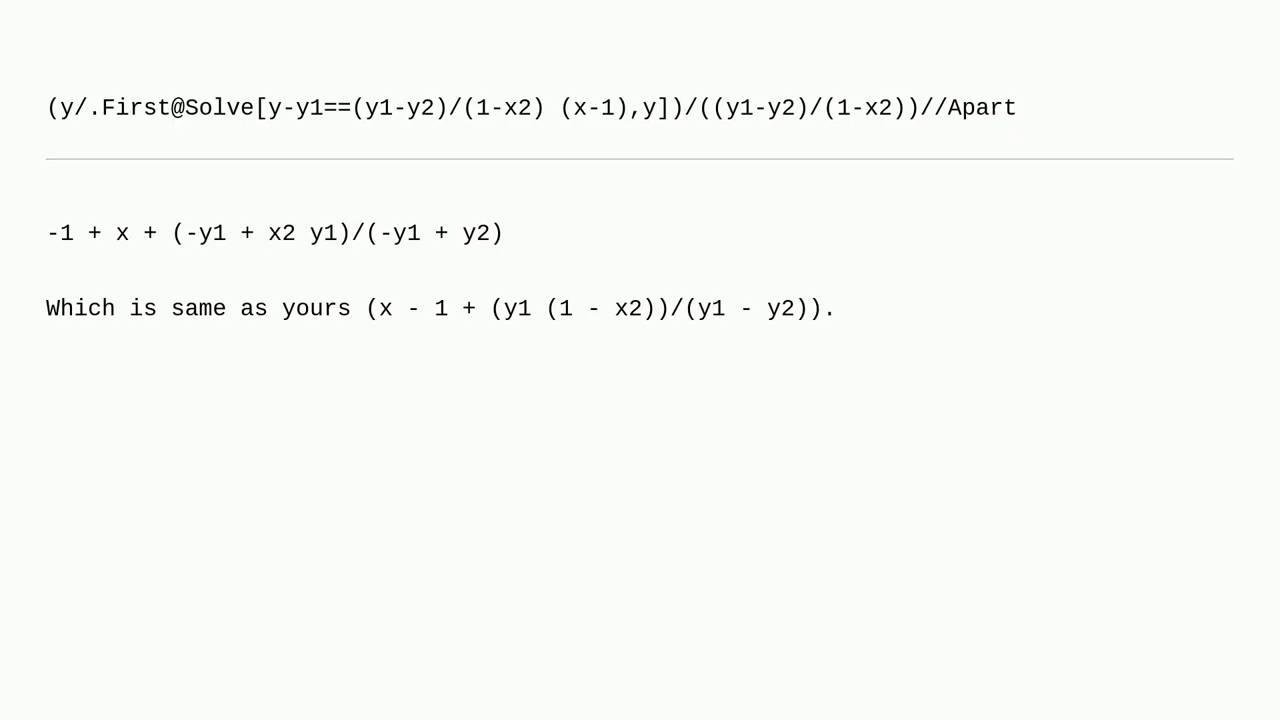 (y/.First@Solve[y-y1==(y1-y2)/(1-x2) (x-1),y])/((y1-y2)/(1-x2))//Apart
-1 + x + (-y1 + x2 y1)/(-y1 + y2)
Which is same as yours (x - 1 + (y1 (1 - x2))/(y1 - y2)).